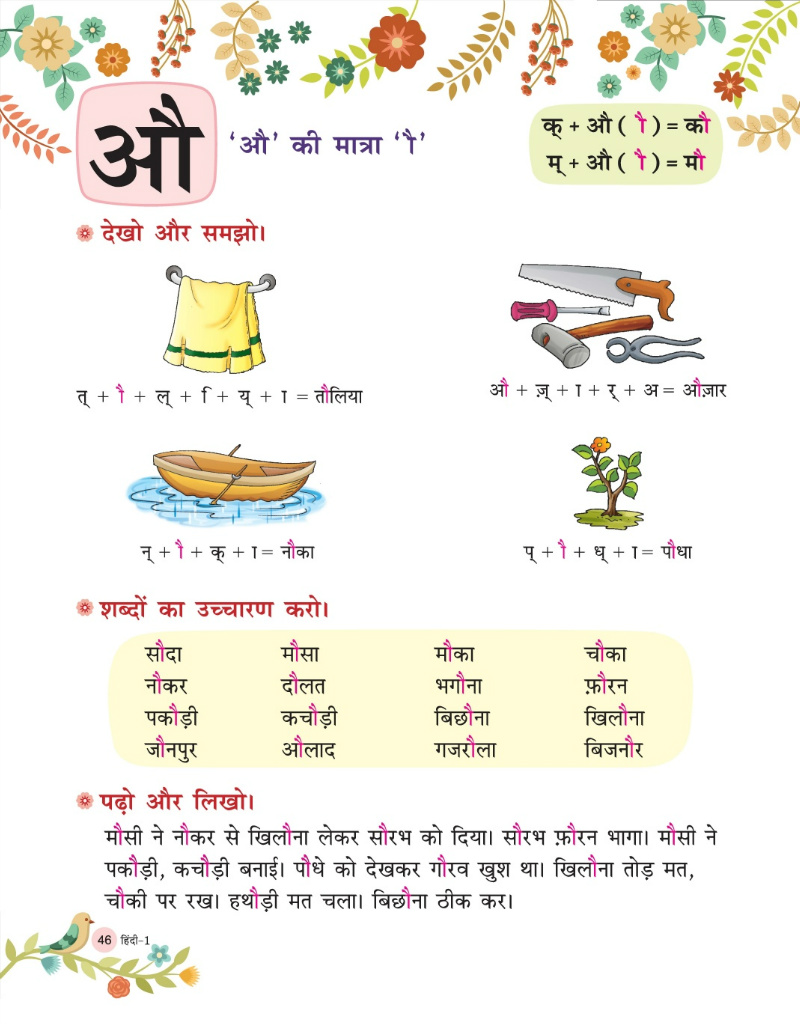 औ
‘औ’ की मात्रा ‘ौ’
क् + औ ( ौ ) = कौ
म् + औ ( ौ ) = मौ
देखो और समझो।
त् + ौ + ल् + ि + य् + ा = तौलिया
औ + ज़् + ा + र् + अ = औज़ार
न् + ौ + क् + ा = नौका
प् + ौ + ध् + ा = पौधा
शब्दों का उच्चारण करो।
सौदा मौसा मौका चौका
नौकर दौलत भगौना फ़ौरन
पकौड़ी कचौड़ी बिछौना खिलौना
जौनपुर औलाद गजरौला बिजनौर
पढ़ो और लिखो।
मौसी ने नौकर से खिलौना लेकर सौरभ को दिया। सौरभ फ़ौरन भागा। मौसी ने
पकौड़ी, कचौड़ी बनाई। पौधे को देखकर गौरव खुश था। खिलौना तोड़ मत,
चौकी पर रख। हथौड़ी मत चला। बिछौना ठीक कर।
46 हिंदी-1